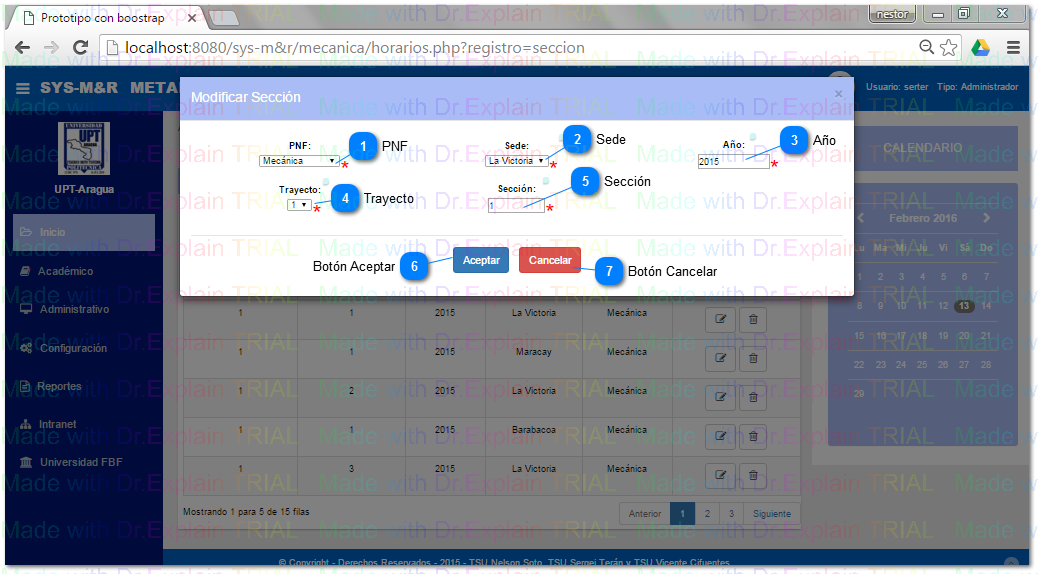 Prototipo con boostrap
nestor
localhost:8080/sys-m&r/mecanica/horarios.php?registro=seccion
SYS-M&R META
Usuario: serter Tipo: Administrador
Modificar Sección ×
PNF: 1 PNF
Mecánica *
Sede: 2 Sede
La Victoria *
Año: 3 Año
2015 *
Trayecto: 4 Trayecto
1 *
Sección: 5 Sección
1 *
Botón Aceptar 6 Aceptar Cancelar 7 Botón Cancelar
UNIVERSIDAD
UPT
UPT-Aragua
Inicio
Académico
Administrativo
Configuración
Reportes
Intranet
Universidad FBF
1 1 2015 La Victoria Mecánica
1 1 2015 Maracay Mecánica
1 2 2015 La Victoria Mecánica
1 1 2015 Barabacoa Mecánica
1 3 2015 La Victoria Mecánica
Mostrando 1 para 5 de 15 filas
Anterior 1 2 3 Siguiente
CALENDARIO
Febrero 2016
Lu Ma Mi Ju Vi Sá Do
1 2 3 4 5 6 7
8 9 10 11 12 13 14
15 16 17 18 19 20 21
22 23 24 25 26 27 28
29
© Copyright - Derechos Reservados - 2015 - TSU Nelson Soto, TSU Sergei Terán y TSU Vicente Cifuentes
Made with Dr.Explain TRIAL